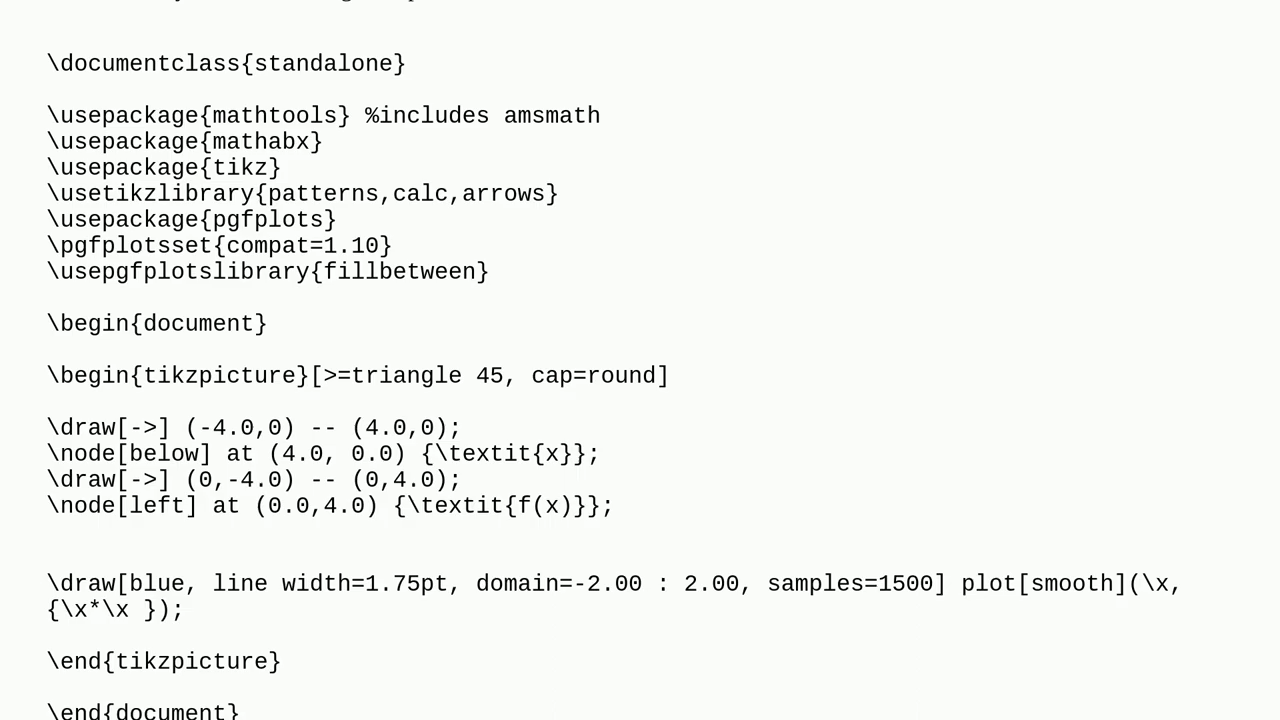 \documentclass{standalone}
\usepackage{mathtools} %includes amsmath
\usepackage{mathabx}
\usepackage{tikz}
\usetikzlibrary{patterns,calc,arrows}
\usepackage{pgfplots}
\pgfplotsset{compat=1.10}
\usepgfplotslibrary{fillbetween}
\begin{document}
\begin{tikzpicture}[>=triangle 45, cap=round]
\draw[->] (-4.0,0) -- (4.0,0);
\node[below] at (4.0, 0.0) {\textit{x}};
\draw[->] (0,-4.0) -- (0,4.0);
\node[left] at (0.0,4.0) {\textit{f(x)}};
\draw[blue, line width=1.75pt, domain=-2.00 : 2.00, samples=1500] plot[smooth](\x,
{\x*\x });
\end{tikzpicture}
\end{document}